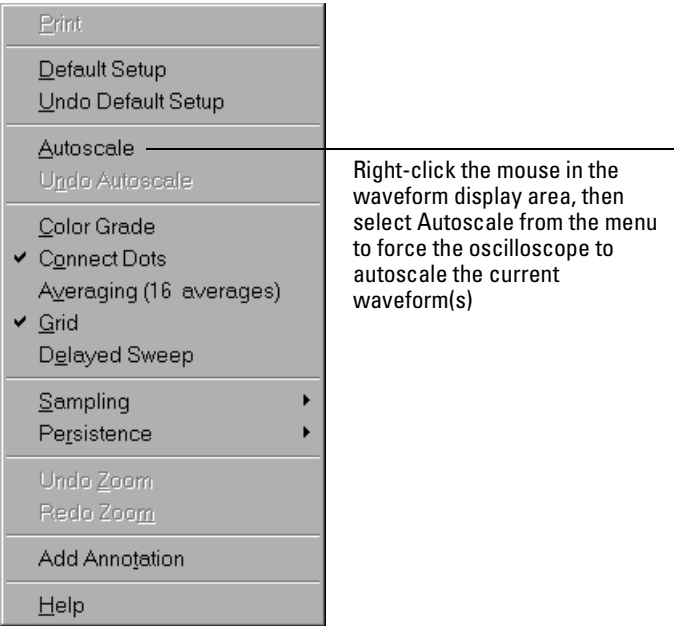 Print
Default Setup
Undo Default Setup
Autoscale
Undo Autoscale
Color Grade
Connect Dots
Averaging (16 averages)
Grid
Delayed Sweep
Sampling
Persistence
Undo Zoom
Redo Zoom
Add Annotation
Help
Right-click the mouse in the
waveform display area, then
select Autoscale from the menu
to force the oscilloscope to
autoscale the current
waveform(s)